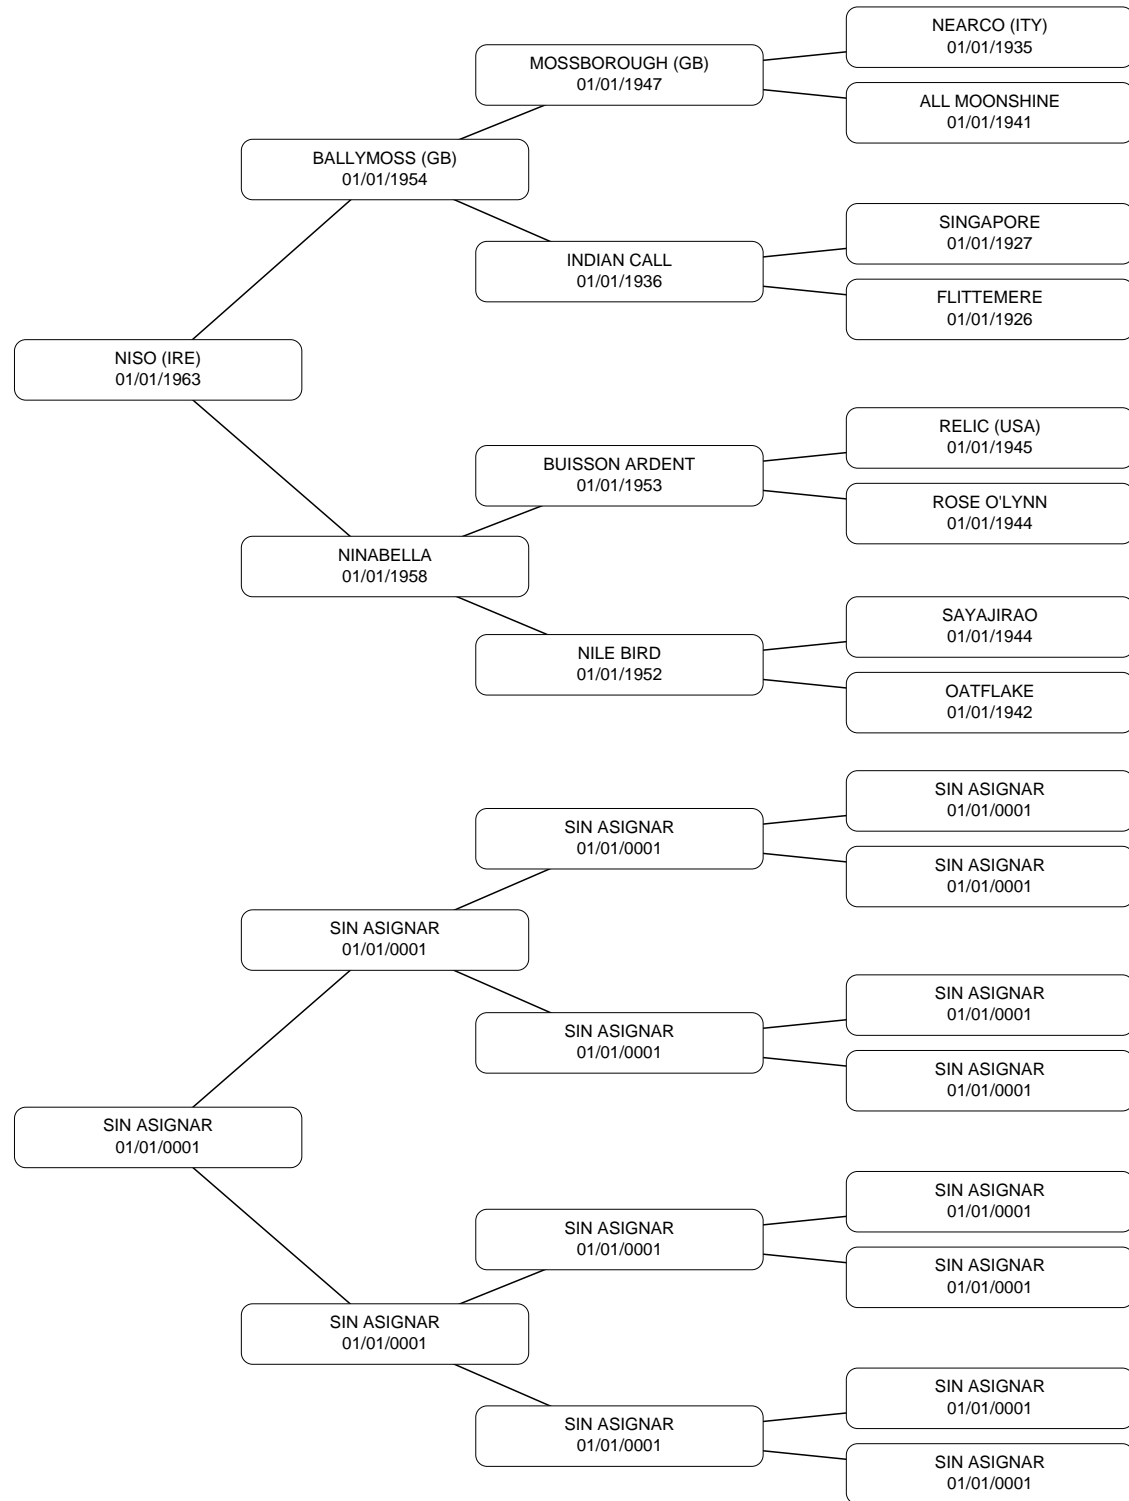 NEARCO (ITY)
01/01/1935
MOSSBOROUGH (GB)
01/01/1947
ALL MOONSHINE
01/01/1941
BALLYMOSS (GB)
01/01/1954
SINGAPORE
01/01/1927
INDIAN CALL
01/01/1936
FLITTEMERE
01/01/1926
NISO (IRE)
01/01/1963
RELIC (USA)
01/01/1945
BUISSON ARDENT
01/01/1953
ROSE O'LYNN
01/01/1944
NINABELLA
01/01/1958
SAYAJIRAO
01/01/1944
NILE BIRD
01/01/1952
OATFLAKE
01/01/1942
SIN ASIGNAR
01/01/0001
SIN ASIGNAR
01/01/0001
SIN ASIGNAR
01/01/0001
SIN ASIGNAR
01/01/0001
SIN ASIGNAR
01/01/0001
SIN ASIGNAR
01/01/0001
SIN ASIGNAR
01/01/0001
SIN ASIGNAR
01/01/0001
SIN ASIGNAR
01/01/0001
SIN ASIGNAR
01/01/0001
SIN ASIGNAR
01/01/0001
SIN ASIGNAR
01/01/0001
SIN ASIGNAR
01/01/0001
SIN ASIGNAR
01/01/0001
SIN ASIGNAR
01/01/0001